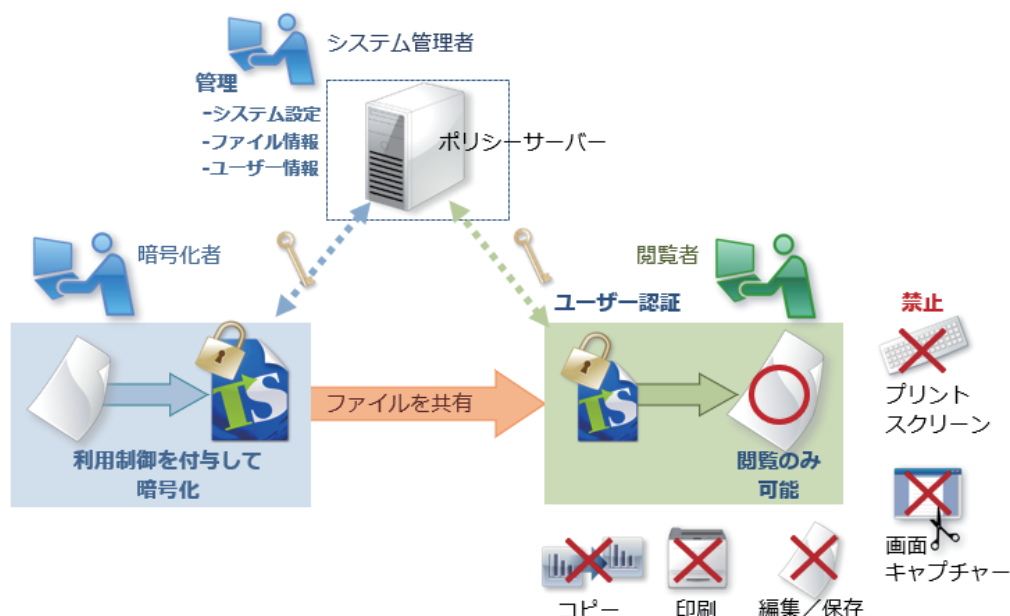 システム管理者
管理
-システム設定
-ファイル情報
-ユーザー情報
ポリシーサーバー
暗号化者
閲覧者
ユーザー認証
禁止
TS
ファイルを共有
TS
プリント
スクリーン
利用制御を付与して
暗号化
閲覧のみ
可能
画面
キャプチャー
コピー
印刷
編集／保存